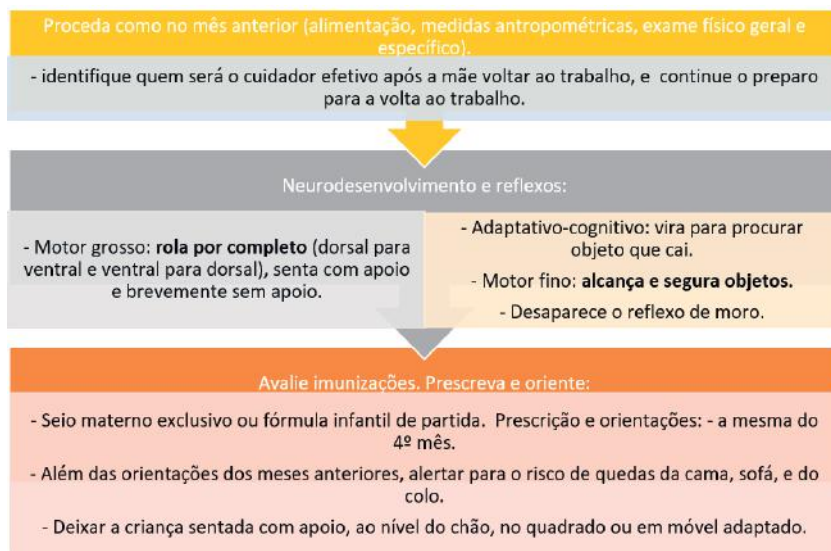 Proceda como no mês anterior (alimentação, medidas antropométricas, exame físico geral e
específico).
- identifique quem será o cuidador efetivo após a mãe voltar ao trabalho, e continue o preparo
para a volta ao trabalho.
Neurodesenvolvimento e reflexos:
- Motor grosso: rola por completo (dorsal
para ventral e ventral para dorsal), senta com apoio
e brevemente sem apoio.
- Adaptativo-cognitivo: vira para procurar
objeto que cai.
- Motor fino: alcança e segura objetos.
- Desaparece o reflexo de moro.
Avalie imunizações. Prescreva e oriente:
- Seio materno exclusivo ou fórmula infantil de partida. Prescrição e orientações: - a mesma do
4º mês.
- Além das orientações dos meses anteriores, alertar para o risco de quedas da cama, sofá, e do
colo.
- Deixar a criança sentada com apoio, ao nível do chão, no quadrado ou em móvel adaptado.